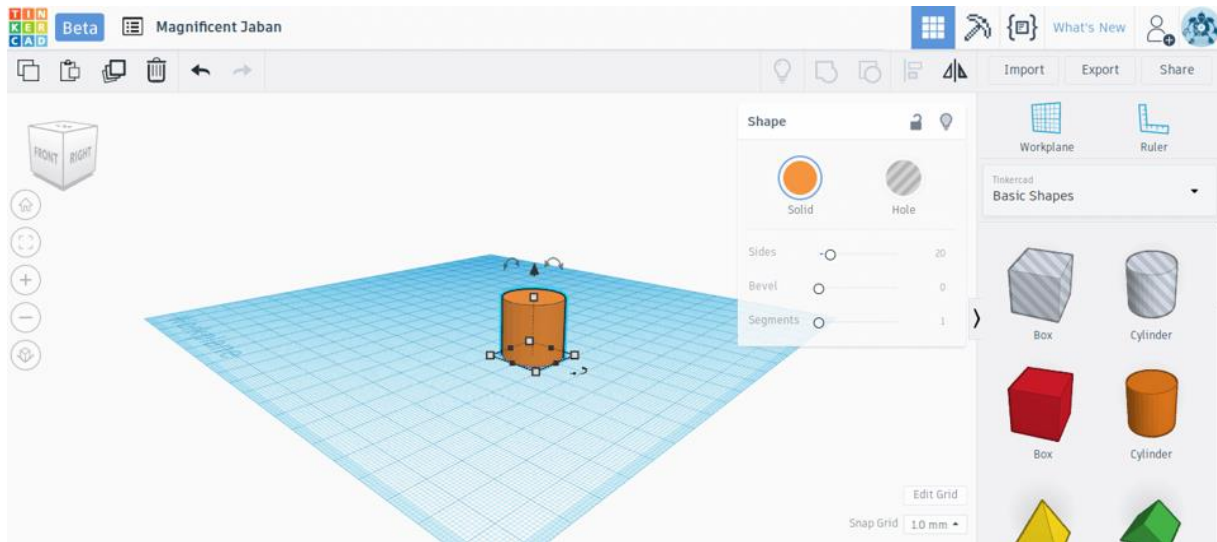 TIN
KER
CAD
Beta
Magnificent Jaban
What's New
Import Export Share
FRONT RIGHT
Shape
Solid Hole
Sides 20
Bevel 0
Segments 1
Workplane Ruler
Tinkercad
Basic Shapes
Box Cylinder
Box Cylinder
Workplane
Edit Grid
Snap Grid 1.0 mm